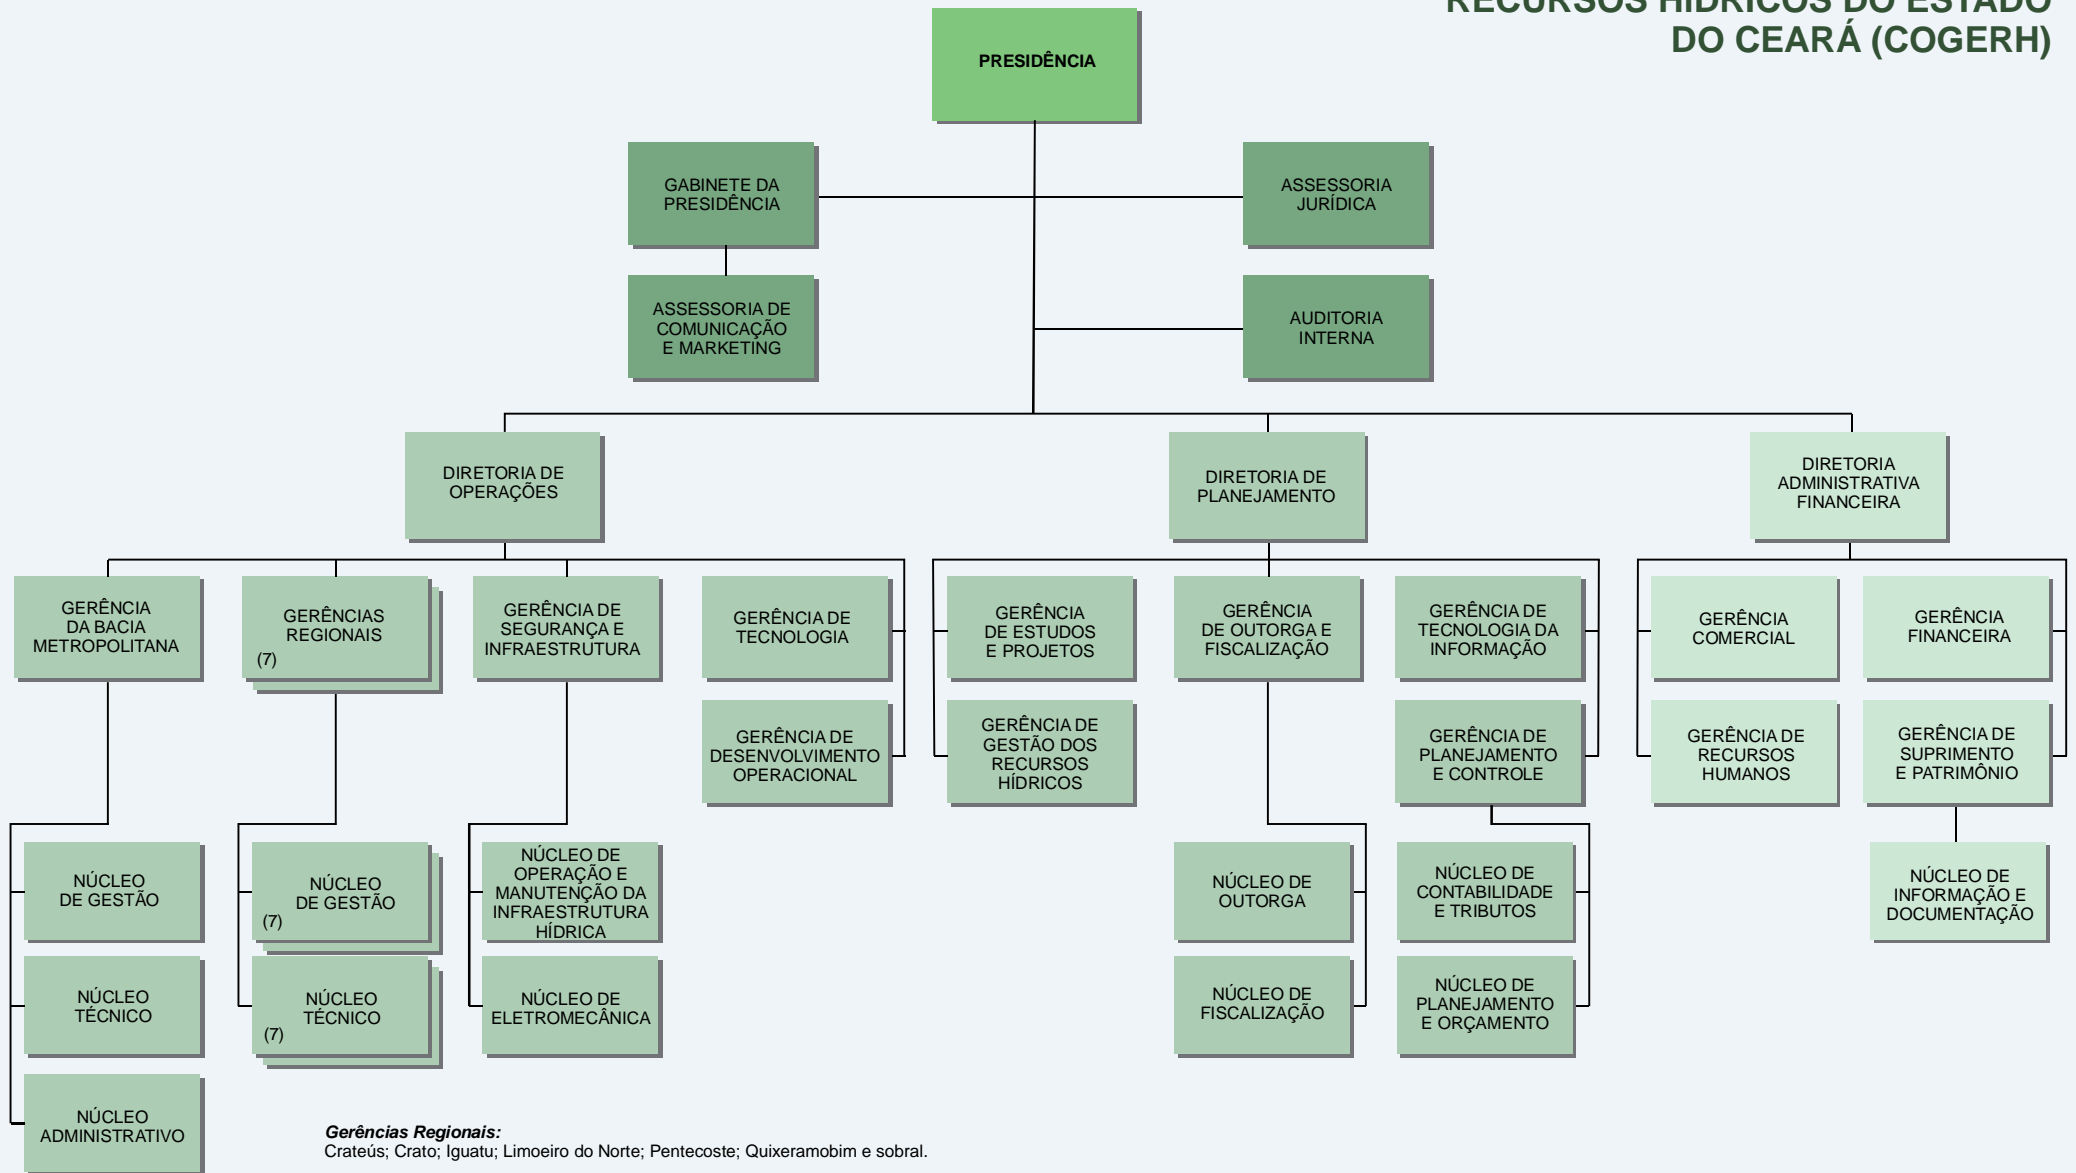 RECURSOS HÍDRICOS DO ESTADO
DO CEARÁ (COGERH)
PRESIDÊNCIA
GABINETE DA
PRESIDÊNCIA
ASSESSORIA
JURÍDICA
ASSESSORIA DE
COMUNICAÇÃO
E MARKETING
AUDITORIA
INTERNA
DIRETORIA DE
OPERAÇÕES
DIRETORIA DE
PLANEJAMENTO
DIRETORIA
ADMINISTRATIVA
FINANCEIRA
GERÊNCIA
DA BACIA
METROPOLITANA
GERÊNCIAS
REGIONAIS
(7)
GERÊNCIA DE
SEGURANÇA E
INFRAESTRUTURA
GERÊNCIA DE
TECNOLOGIA
GERÊNCIA
DE ESTUDOS
E PROJETOS
GERÊNCIA
DE OUTORGA E
FISCALIZAÇÃO
GERÊNCIA DE
TECNOLOGIA DA
INFORMAÇÃO
GERÊNCIA
COMERCIAL
GERÊNCIA
FINANCEIRA
GERÊNCIA DE
DESENVOLVIMENTO
OPERACIONAL
GERÊNCIA DE
GESTÃO DOS
RECURSOS
HÍDRICOS
GERÊNCIA DE
PLANEJAMENTO
E CONTROLE
GERÊNCIA DE
RECURSOS
HUMANOS
GERÊNCIA DE
SUPRIMENTO
E PATRIMÔNIO
NÚCLEO
DE GESTÃO
NÚCLEO
DE GESTÃO
(7)
NÚCLEO DE
OPERAÇÃO E
MANUTENÇÃO DA
INFRAESTRUTURA
HÍDRICA
NÚCLEO DE
OUTORGA
NÚCLEO DE
CONTABILIDADE
E TRIBUTOS
NÚCLEO DE
INFORMAÇÃO E
DOCUMENTAÇÃO
NÚCLEO
TÉCNICO
NÚCLEO
TÉCNICO
(7)
NÚCLEO DE
ELETROMECÂNICA
NÚCLEO DE
FISCALIZAÇÃO
NÚCLEO DE
PLANEJAMENTO
E ORÇAMENTO
NÚCLEO
ADMINISTRATIVO
Gerências Regionais:
Crateús; Crato; Iguatu; Limoeiro do Norte; Pentecoste; Quixeramobim e sobral.